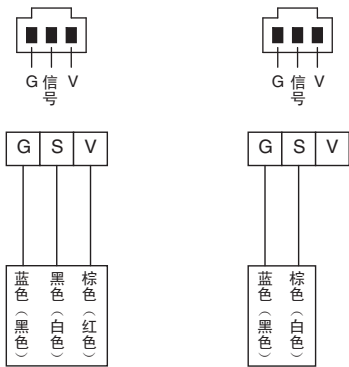 G 信号 V
G 信号 V
G S V
G S V
蓝色（黑色）
黑色（白色）
棕色（红色）
蓝色（黑色）
棕色（白色）